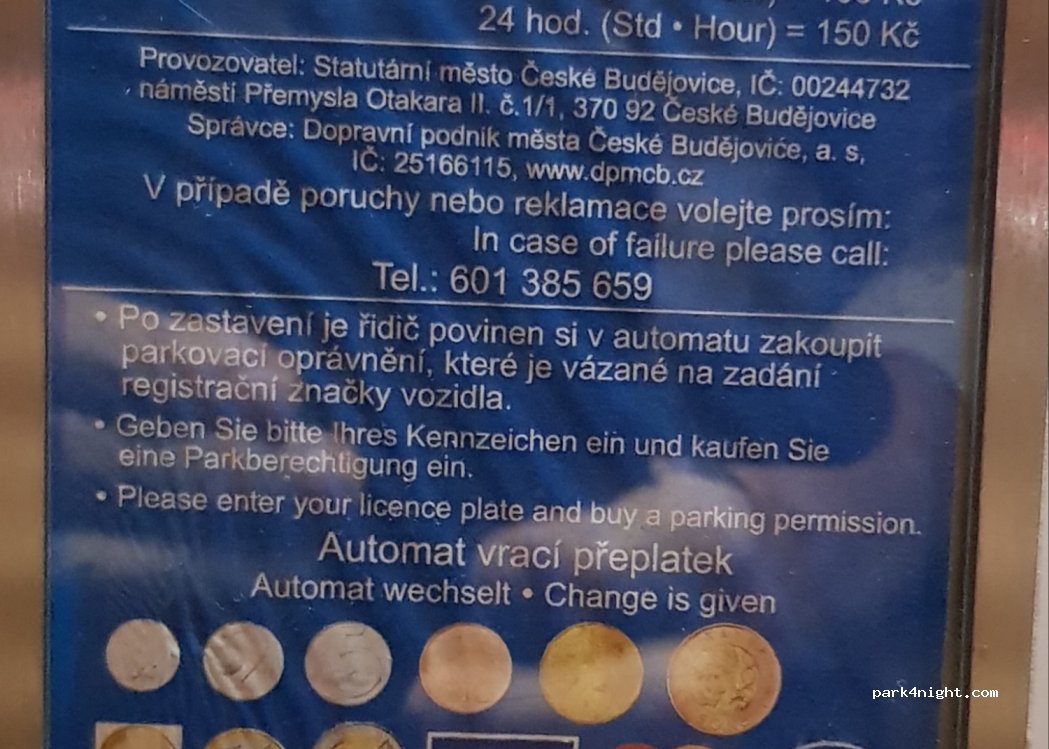 24 hod. (Std • Hour) = 150 Kč
Provozovatel: Statutární město České Budějovice, IČ: 00244732
náměstí Přemysla Otakara II. č.1/1, 370 92 České Budějovice
Správce: Dopravní podnik města České Budějoviće, a. s,
IČ: 25166115, www.dpmcb.cz
V případě poruchy nebo reklamace volejte prosím:
In case of failure please call:
Tel.: 601 385 659
• Po zastavení je řidič povinen si v automatu zakoupit
parkovací oprávnění, které je vázané na zadání
registrační značky vozidla.
• Geben Sie bitte Ihres Kennzeichen ein und kaufen Sie
eine Parkberechtigung ein.
• Please enter your licence plate and buy a parking permission.
Automat vrací přeplatek
Automat wechselt • Change is given
park4night.com